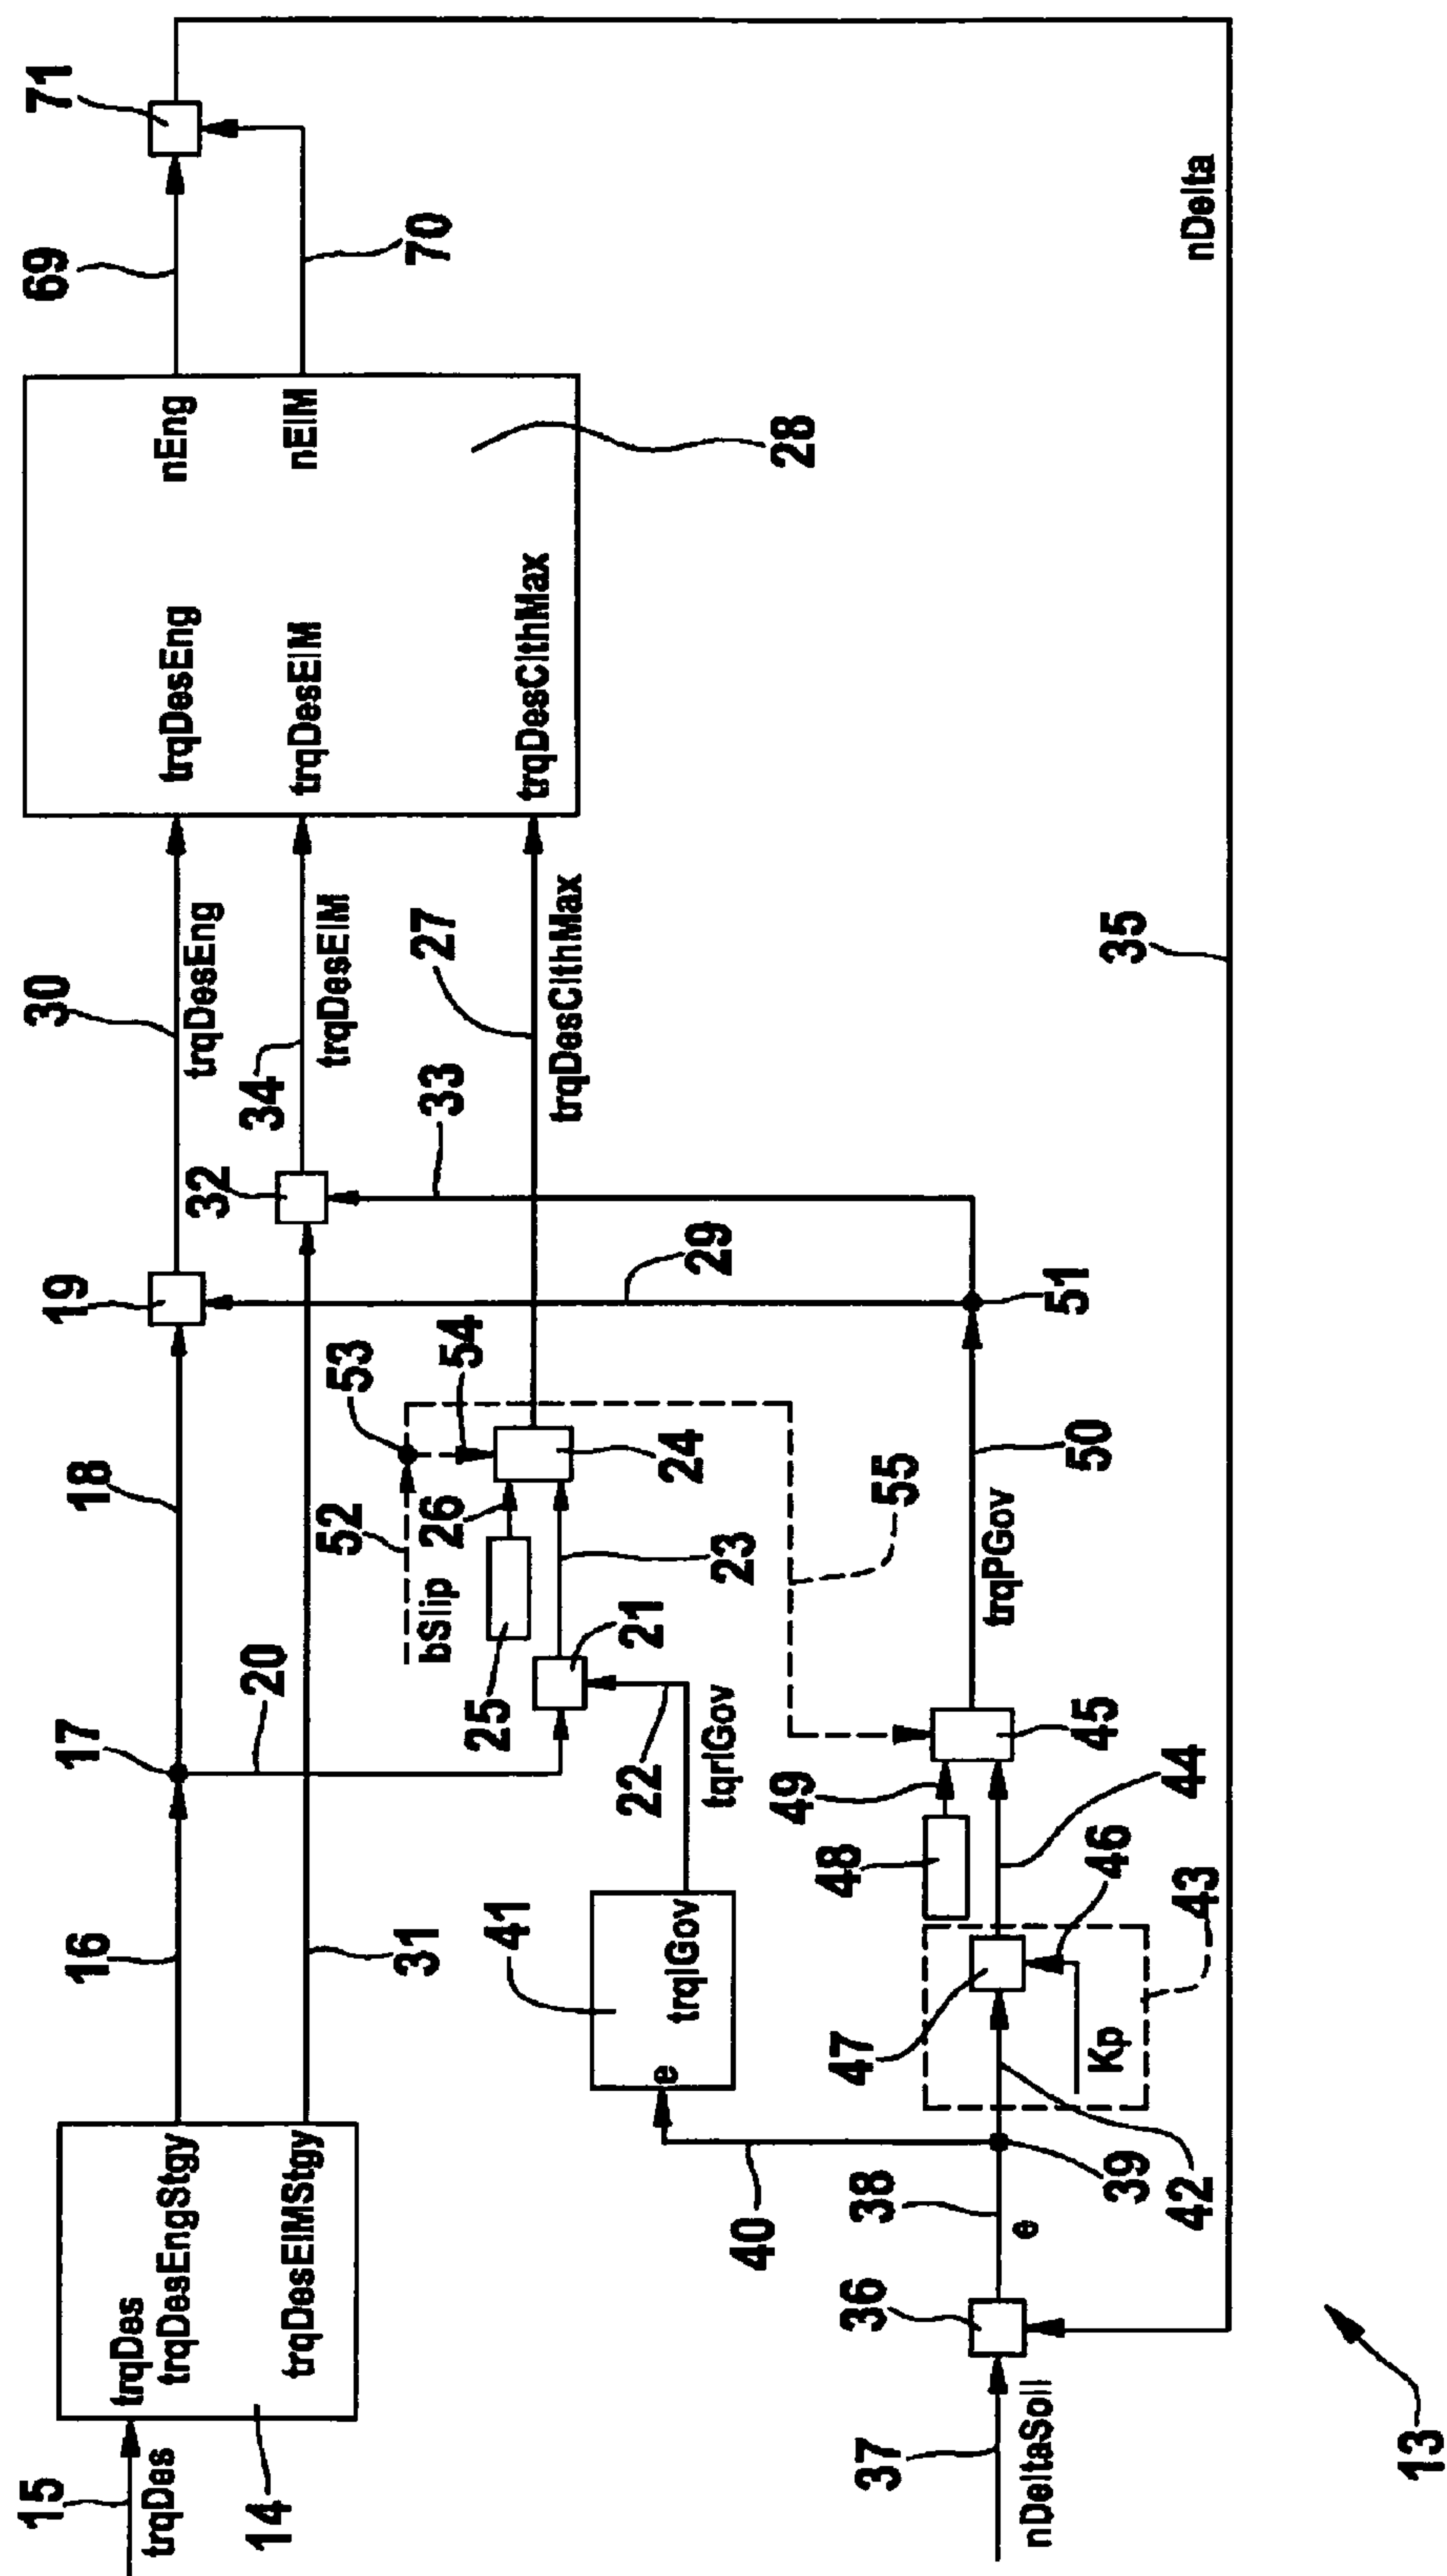 15
trqDes
14
trqDes
trqDesEngStgy
trqDesElMStgy
16
17
18
19
30
trqDesEng
trqDesEng
nEng
69
71
31
20
32
34
trqDesElM
trqDesElM
nElM
70
52
bSlip
53
54
26
25
24
23
21
22
tqrIGov
27
trqDesClthMax
trqDesClthMax
28
33
29
41
e
trqIGov
40
55
37
nDeltaSoll
36
38
e
39
42
47
Kp
46
43
48
49
44
45
50
trqPGov
51
35
nDelta
13